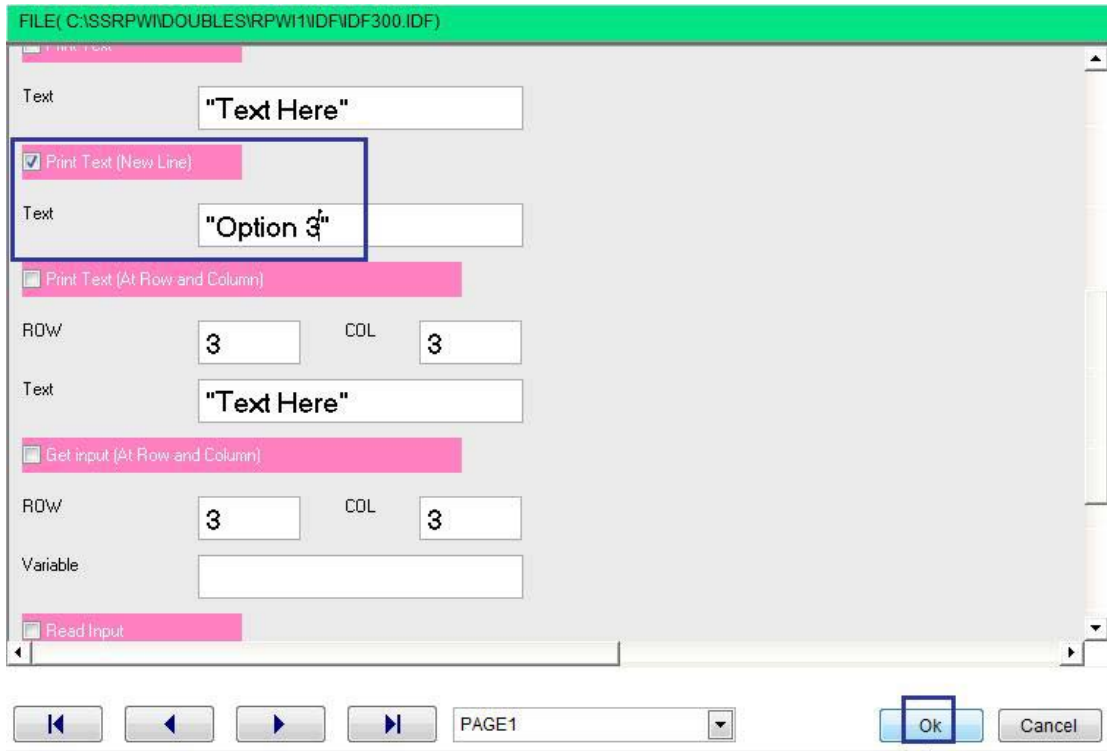 FILE( C:\SSRPWI\DOUBLES\RPWI1\IDF\IDF300.IDF)
Print Text
Text "Text Here"
Print Text (New Line)
Text "Option 3"
Print Text (At Row and Column)
ROW 3 COL 3
Text "Text Here"
Get input (At Row and Column)
ROW 3 COL 3
Variable
Read Input
PAGE1 Ok Cancel